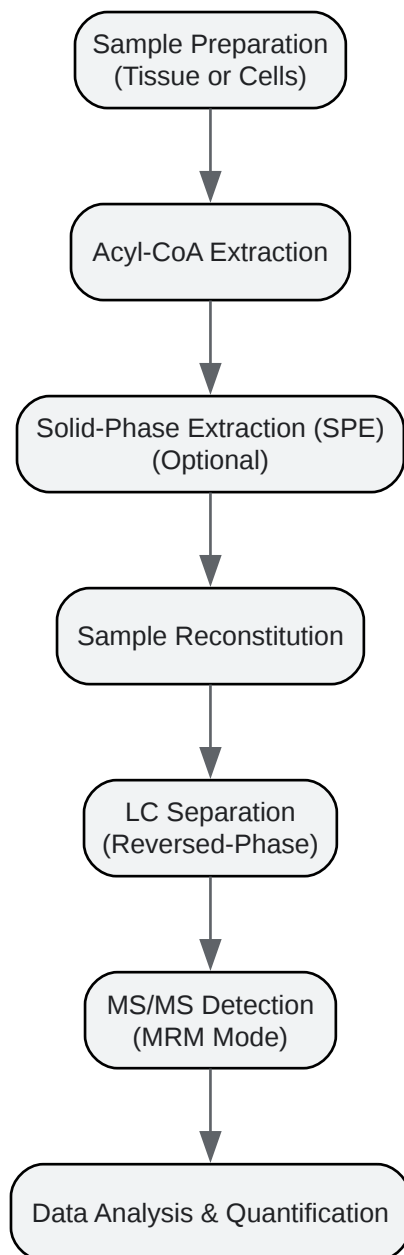 Sample Preparation
(Tissue or Cells)
Acyl-CoA Extraction
Solid-Phase Extraction (SPE)
(Optional)
Sample Reconstitution
LC Separation
(Reversed-Phase)
MS/MS Detection
(MRM Mode)
Data Analysis & Quantification